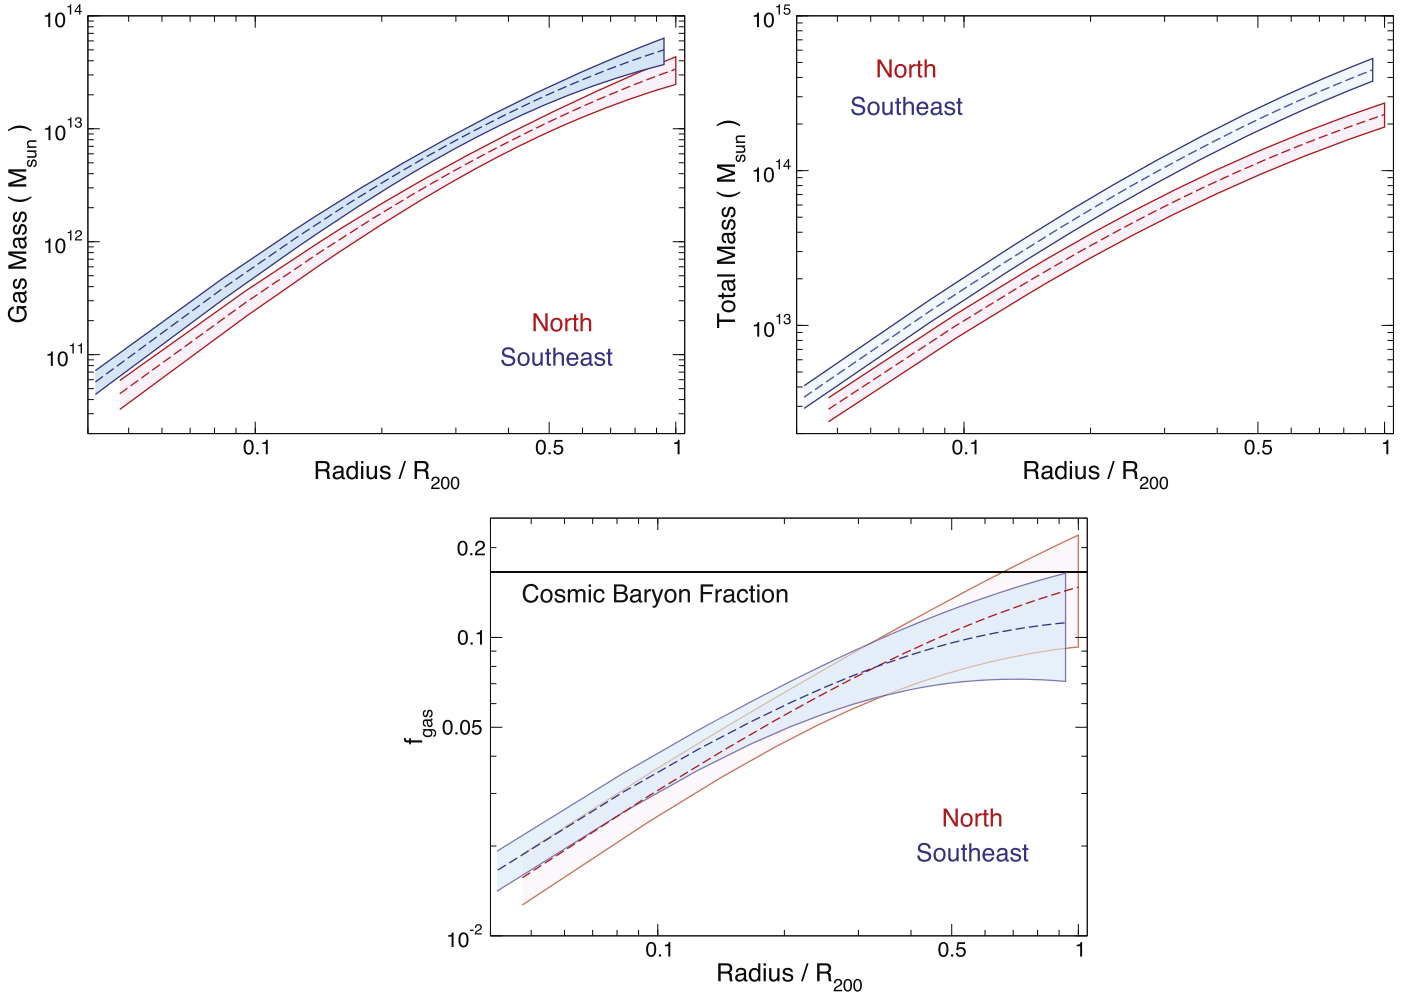 10^14
10^13
10^12
10^11
Gas Mass ( M_sun )
North
Southeast
0.1 0.5 1
Radius / R_200
10^15
10^14
10^13
Total Mass ( M_sun )
North
Southeast
0.1 0.5 1
Radius / R_200
0.2
0.1
0.05
10^-2
f_gas
Cosmic Baryon Fraction
North
Southeast
0.1 0.5 1
Radius / R_200